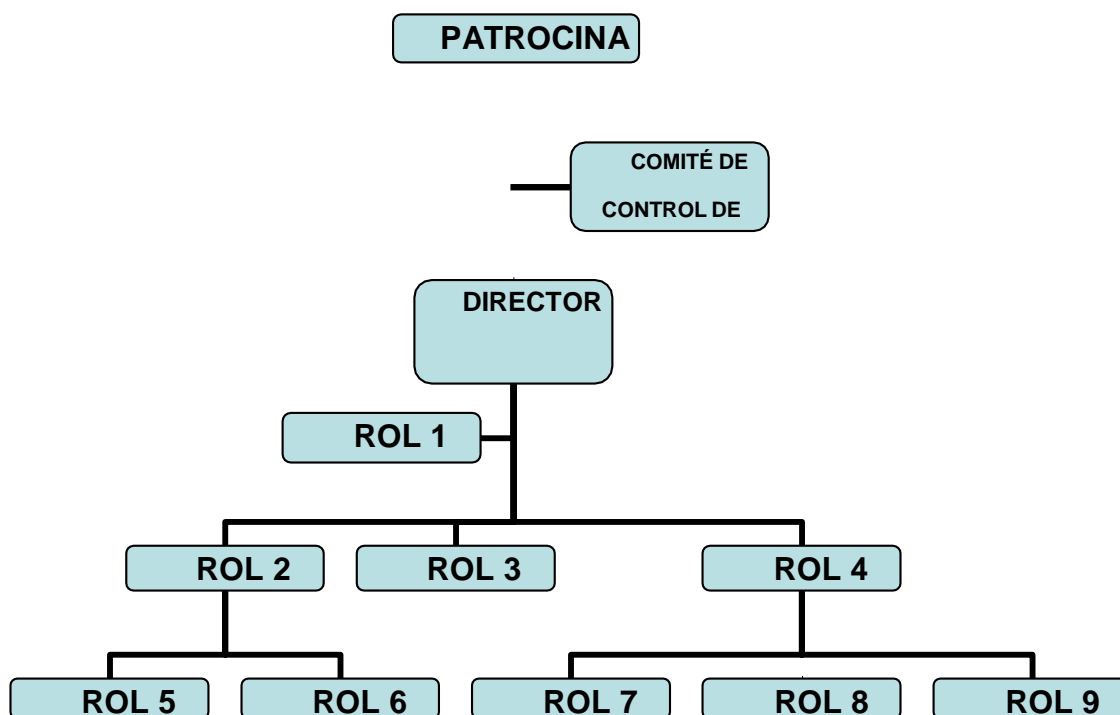 PATROCINA
COMITÉ DE
CONTROL DE
DIRECTOR
ROL 1
ROL 2
ROL 3
ROL 4
ROL 5
ROL 6
ROL 7
ROL 8
ROL 9